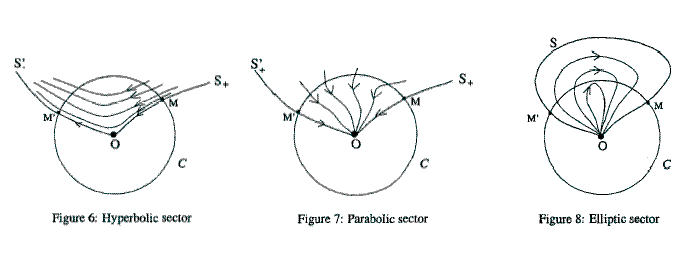 S'.
S₊
M
M'
O
C
Figure 6: Hyperbolic sector
S'₊
S₊
M
M'
O
C
Figure 7: Parabolic sector
S
M
M'
O
C
Figure 8: Elliptic sector